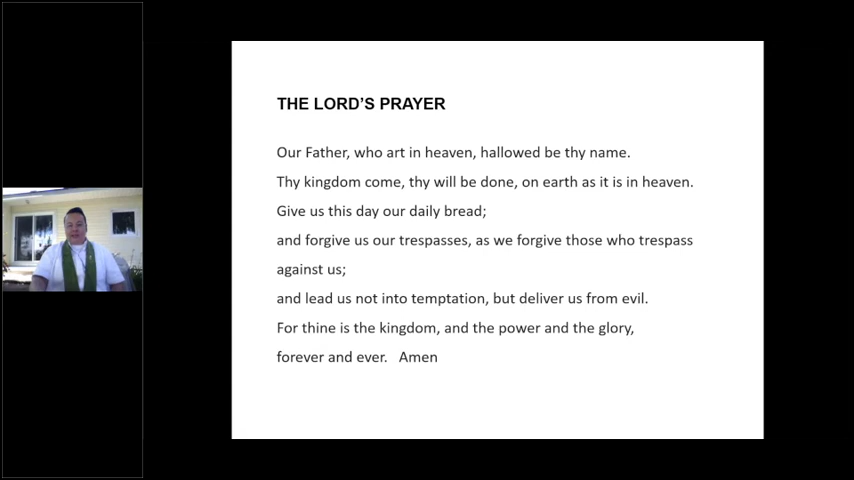 THE LORD'S PRAYER
Our Father, who art in heaven, hallowed be thy name.
Thy kingdom come, thy will be done, on earth as it is in heaven.
Give us this day our daily bread;
and forgive us our trespasses, as we forgive those who trespass
against us;
and lead us not into temptation, but deliver us from evil.
For thine is the kingdom, and the power and the glory,
forever and ever.   Amen